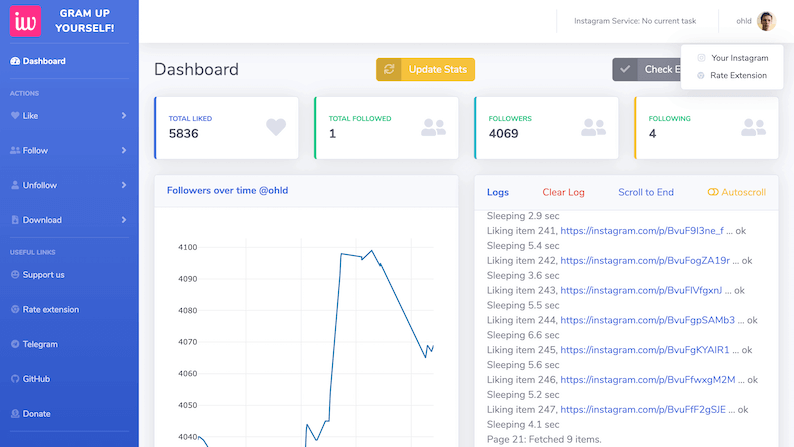 iw
GRAM UP
YOURSELF!
Instagram Service: No current task
ohld
Your Instagram
Rate Extension
Dashboard
ACTIONS
Like
Follow
Unfollow
Download
USEFUL LINKS
Support us
Rate extension
Telegram
GitHub
Donate
Dashboard
Update Stats
Check E
TOTAL LIKED
5836
TOTAL FOLLOWED
1
FOLLOWERS
4069
FOLLOWING
4
Followers over time @ohld
4100
4090
4080
4070
4060
4050
4040
Logs
Clear Log
Scroll to End
Autoscroll
Sleeping 2.9 sec
Liking item 241, https://instagram.com/p/BvuF9I3ne_f ... ok
Sleeping 5.4 sec
Liking item 242, https://instagram.com/p/BvuFogZA19r ... ok
Sleeping 3.6 sec
Liking item 243, https://instagram.com/p/BvuFlVfgxnJ ... ok
Sleeping 5.5 sec
Liking item 244, https://instagram.com/p/BvuFgpSAMb3 ... ok
Sleeping 6.6 sec
Liking item 245, https://instagram.com/p/BvuFgKYAIR1 ... ok
Sleeping 5.6 sec
Liking item 246, https://instagram.com/p/BvuFfwxgM2M ... ok
Sleeping 5.2 sec
Liking item 247, https://instagram.com/p/BvuFfF2gSJE ... ok
Sleeping 4.1 sec
Page 21: Fetched 9 items.